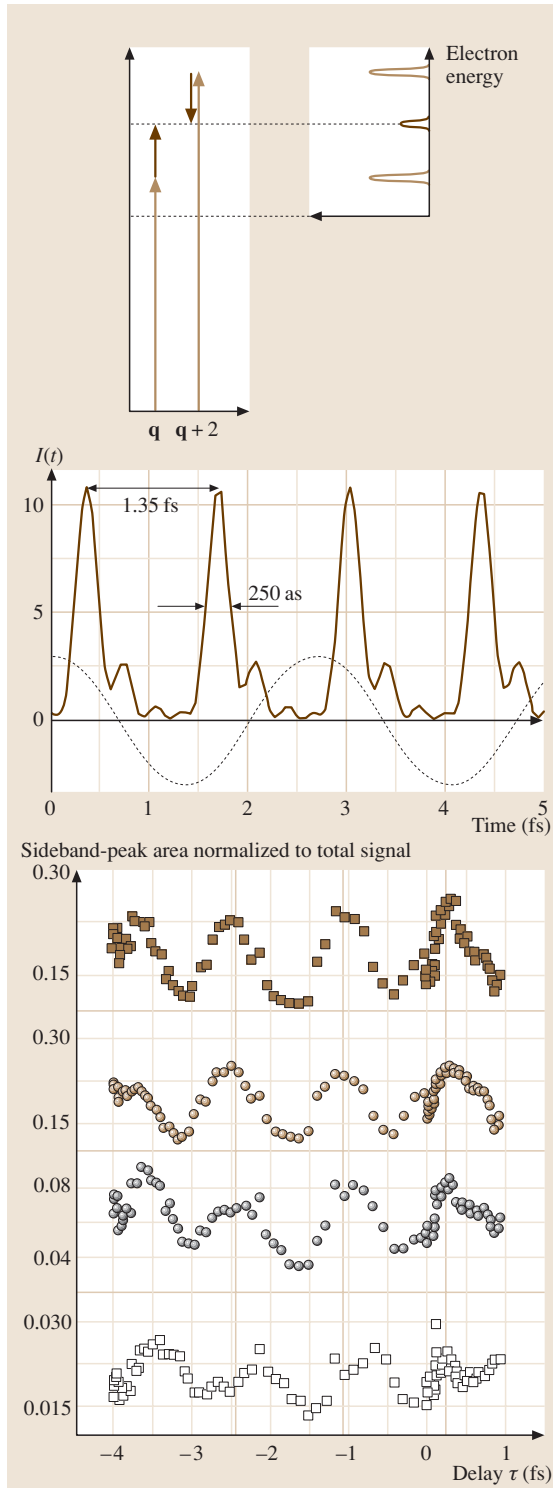 Electron
energy
q q + 2
I(t)
10
5
0
1.35 fs
250 as
0 1 2 3 4 5
Time (fs)
Sideband-peak area normalized to total signal
0.30
0.15
0.30
0.15
0.08
0.04
0.030
0.015
−4 −3 −2 −1 0 1
Delay τ (fs)